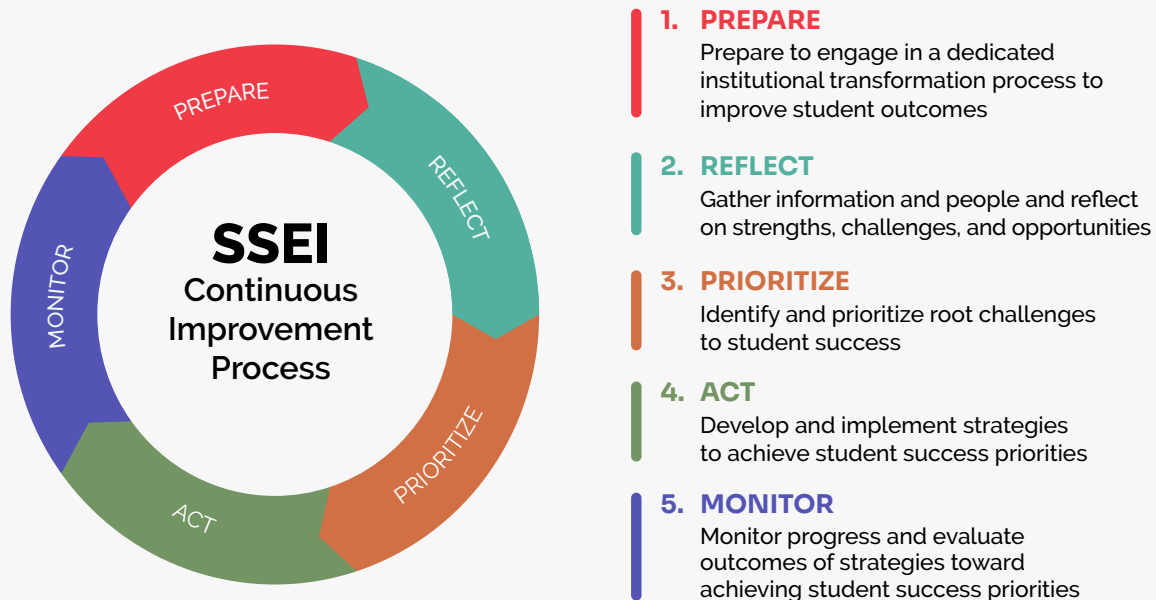 PREPARE
REFLECT
PRIORITIZE
ACT
MONITOR
SSEI
Continuous
Improvement
Process
1. PREPARE
Prepare to engage in a dedicated
institutional transformation process to
improve student outcomes
2. REFLECT
Gather information and people and reflect
on strengths, challenges, and opportunities
3. PRIORITIZE
Identify and prioritize root challenges
to student success
4. ACT
Develop and implement strategies
to achieve student success priorities
5. MONITOR
Monitor progress and evaluate
outcomes of strategies toward
achieving student success priorities